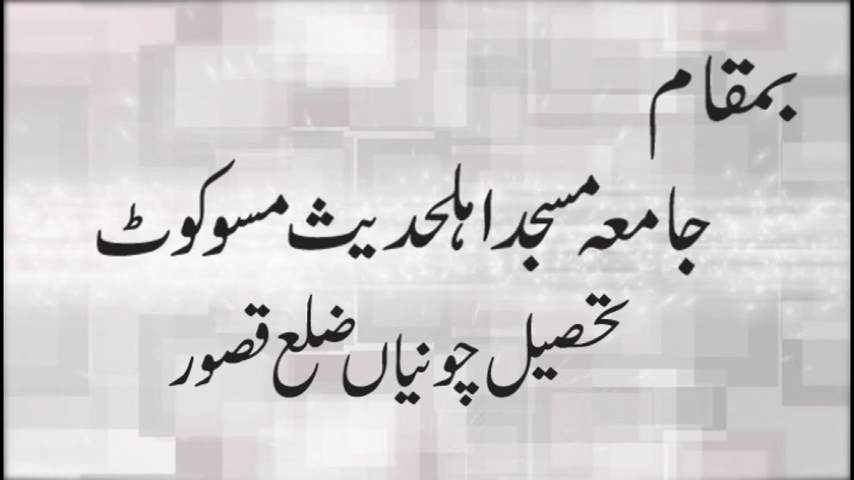 بمقام
جامعہ مسجد اہلحدیث مسوکوٹ
تحصیل چونیاں ضلع قصور